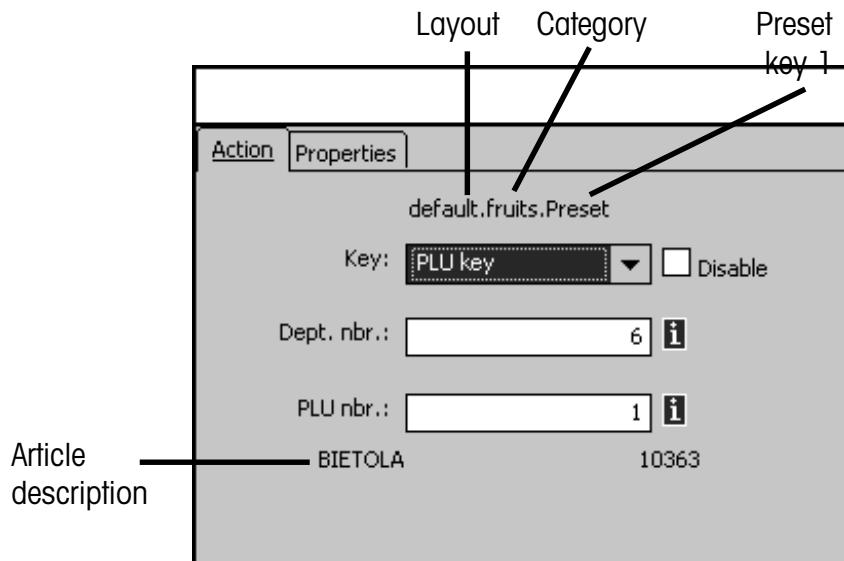 Layout Category Preset
key 1
Action Properties
default.fruits.Preset
Key: PLU key Disable
Dept. nbr.: 6 i
PLU nbr.: 1 i
Article
description
BIETOLA 10363